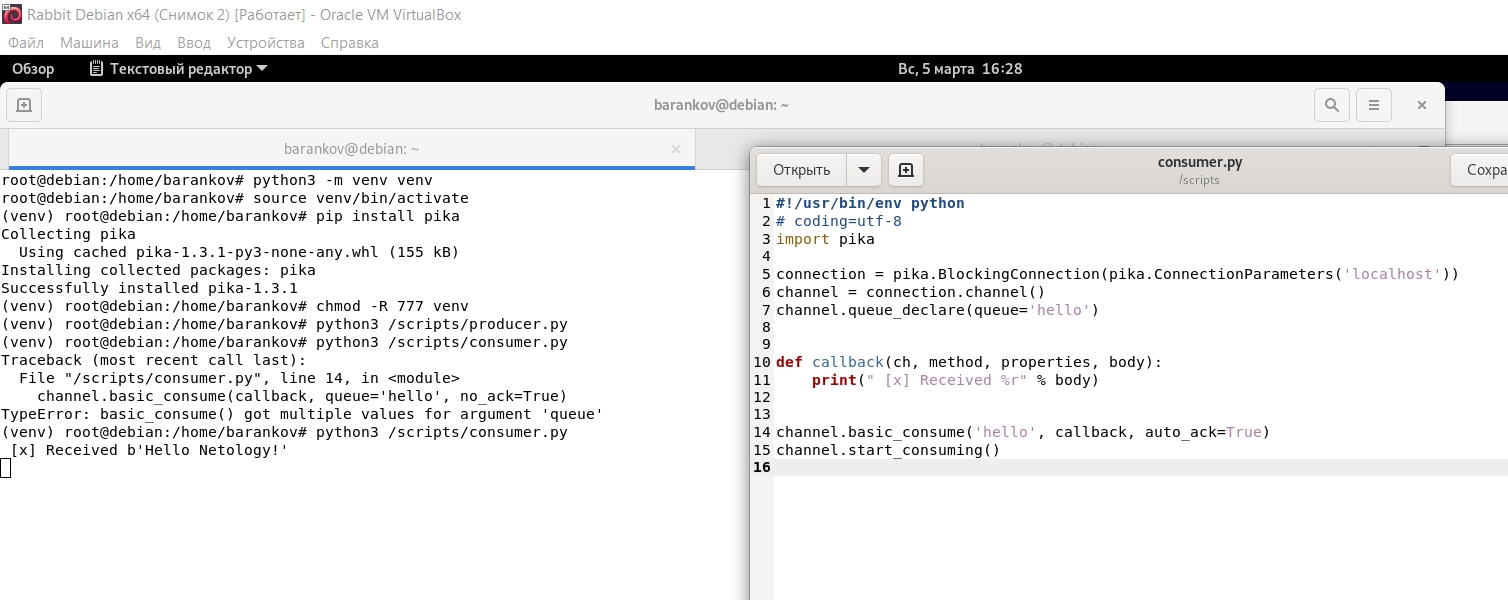 Rabbit Debian x64 (Снимок 2) [Работает] - Oracle VM VirtualBox
Файл Машина Вид Ввод Устройства Справка
Обзор Текстовый редактор Вс, 5 марта 16:28
barankov@debian: ~
barankov@debian: ~
root@debian:/home/barankov# python3 -m venv venv
root@debian:/home/barankov# source venv/bin/activate
(venv) root@debian:/home/barankov# pip install pika
Collecting pika
  Using cached pika-1.3.1-py3-none-any.whl (155 kB)
Installing collected packages: pika
Successfully installed pika-1.3.1
(venv) root@debian:/home/barankov# chmod -R 777 venv
(venv) root@debian:/home/barankov# python3 /scripts/producer.py
(venv) root@debian:/home/barankov# python3 /scripts/consumer.py
Traceback (most recent call last):
  File "/scripts/consumer.py", line 14, in <module>
    channel.basic_consume(callback, queue='hello', no_ack=True)
TypeError: basic_consume() got multiple values for argument 'queue'
(venv) root@debian:/home/barankov# python3 /scripts/consumer.py
 [x] Received b'Hello Netology!'
Открыть consumer.py Сохра
/scripts
1 #!/usr/bin/env python
2 # coding=utf-8
3 import pika
4
5 connection = pika.BlockingConnection(pika.ConnectionParameters('localhost'))
6 channel = connection.channel()
7 channel.queue_declare(queue='hello')
8
9
10 def callback(ch, method, properties, body):
11     print(" [x] Received %r" % body)
12
13
14 channel.basic_consume('hello', callback, auto_ack=True)
15 channel.start_consuming()
16